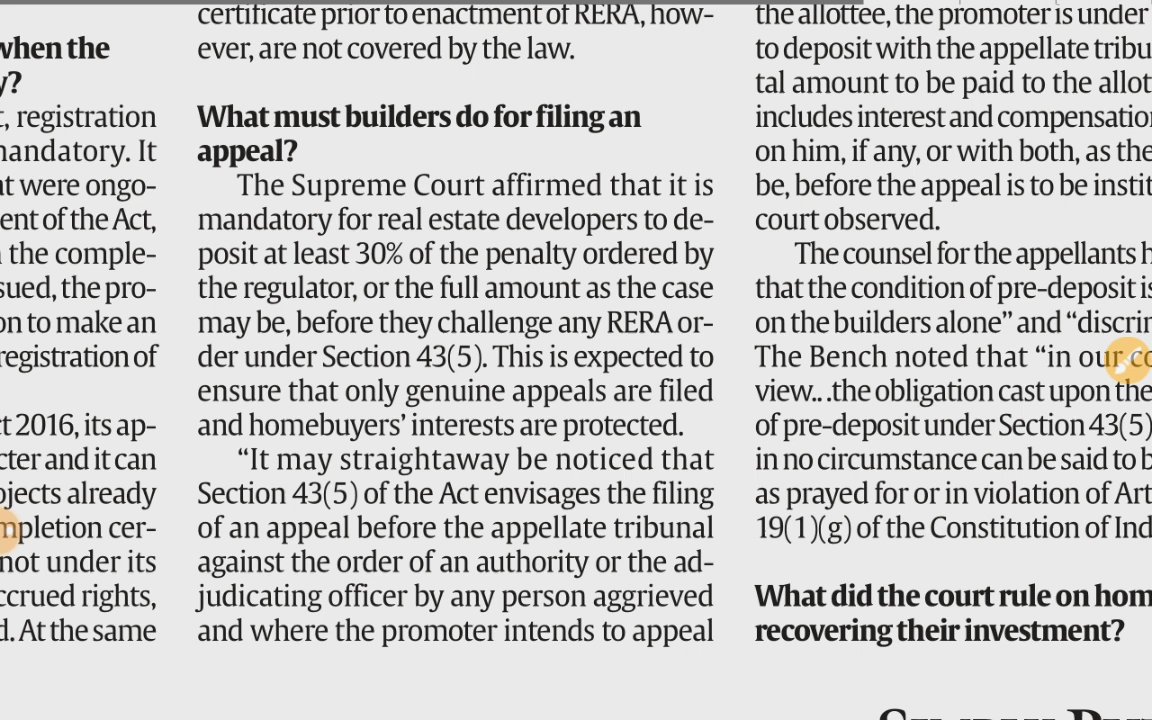 when the
y?
t, registration
mandatory. It
at were ongo-
ent of the Act,
the comple-
sued, the pro-
on to make an
registration of
ct 2016, its ap-
cter and it can
ojects already
mpletion cer-
not under its
ccrued rights,
d. At the same
certificate prior to enactment of RERA, how-
ever, are not covered by the law.
What must builders do for filing an
appeal?
The Supreme Court affirmed that it is
mandatory for real estate developers to de-
posit at least 30% of the penalty ordered by
the regulator, or the full amount as the case
may be, before they challenge any RERA or-
der under Section 43(5). This is expected to
ensure that only genuine appeals are filed
and homebuyers’ interests are protected.
“It may straightaway be noticed that
Section 43(5) of the Act envisages the filing
of an appeal before the appellate tribunal
against the order of an authority or the ad-
judicating officer by any person aggrieved
and where the promoter intends to appeal
the allottee, the promoter is under
to deposit with the appellate tribu
tal amount to be paid to the allot
includes interest and compensation
on him, if any, or with both, as the
be, before the appeal is to be instit
court observed.
The counsel for the appellants h
that the condition of pre-deposit is
on the builders alone” and “discrim
The Bench noted that “in our co
view...the obligation cast upon the
of pre-deposit under Section 43(5)
in no circumstance can be said to b
as prayed for or in violation of Art
19(1)(g) of the Constitution of Ind
What did the court rule on hom
recovering their investment?